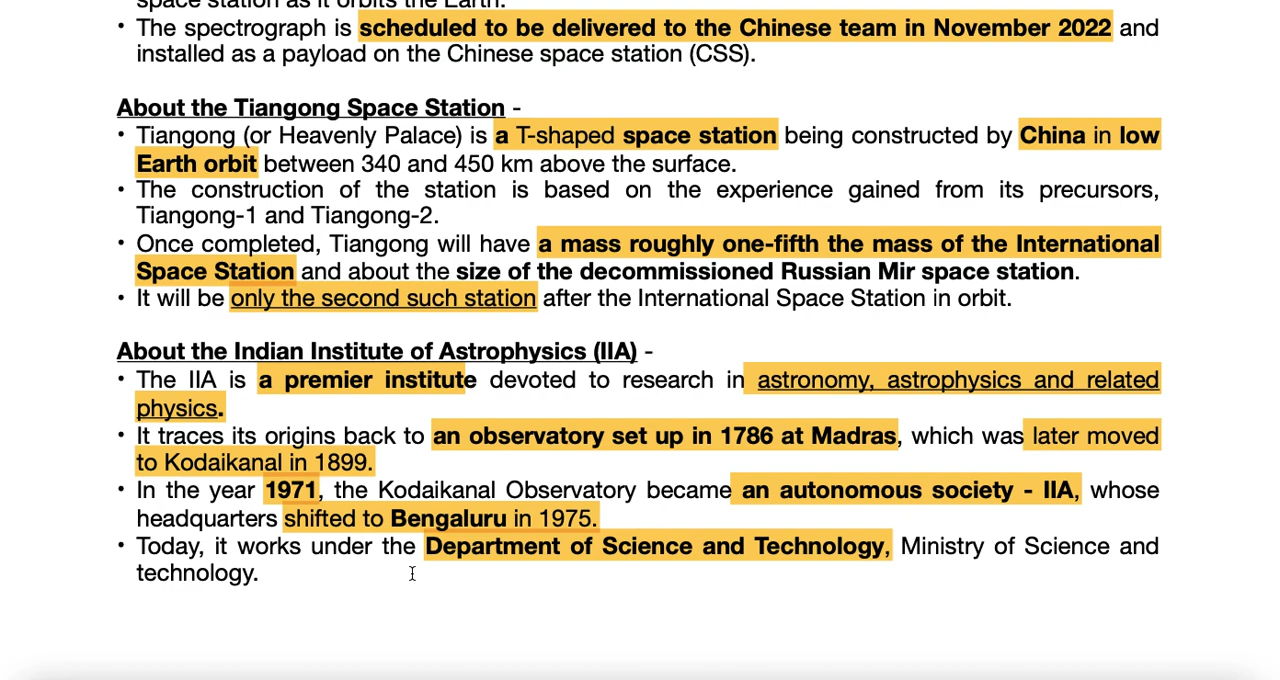 space station as it orbits the Earth.
• The spectrograph is scheduled to be delivered to the Chinese team in November 2022 and
installed as a payload on the Chinese space station (CSS).
About the Tiangong Space Station -
• Tiangong (or Heavenly Palace) is a T-shaped space station being constructed by China in low
Earth orbit between 340 and 450 km above the surface.
• The construction of the station is based on the experience gained from its precursors,
Tiangong-1 and Tiangong-2.
• Once completed, Tiangong will have a mass roughly one-fifth the mass of the International
Space Station and about the size of the decommissioned Russian Mir space station.
• It will be only the second such station after the International Space Station in orbit.
About the Indian Institute of Astrophysics (IIA) -
• The IIA is a premier institute devoted to research in astronomy, astrophysics and related
physics.
• It traces its origins back to an observatory set up in 1786 at Madras, which was later moved
to Kodaikanal in 1899.
• In the year 1971, the Kodaikanal Observatory became an autonomous society - IIA, whose
headquarters shifted to Bengaluru in 1975.
• Today, it works under the Department of Science and Technology, Ministry of Science and
technology.